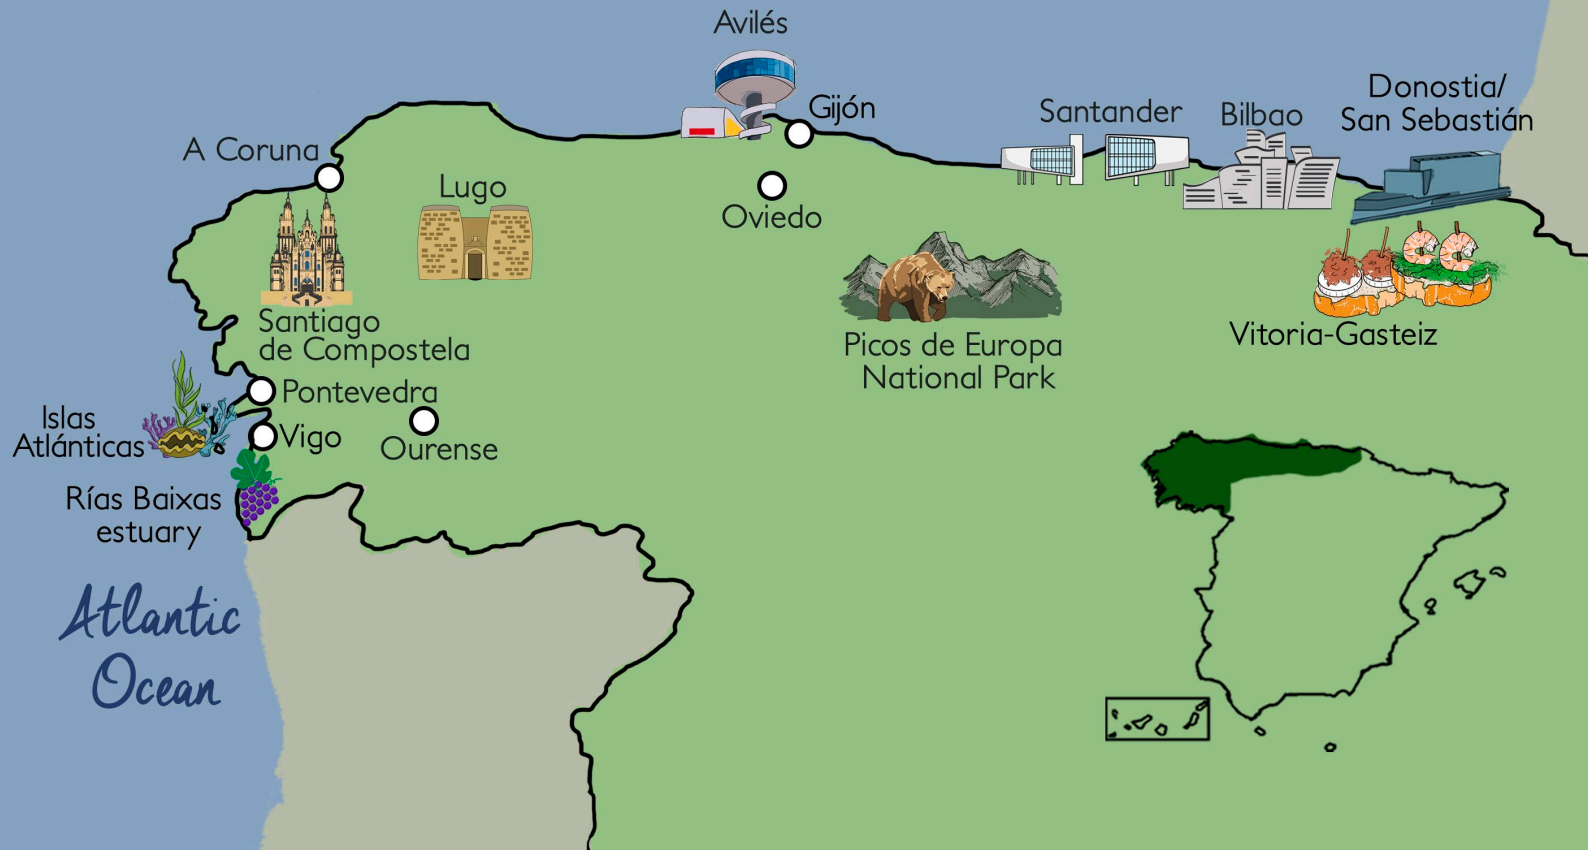 Avilés
Gijón
Santander
Bilbao
Donostia/
San Sebastián
A Coruna
Lugo
Oviedo
Santiago
de Compostela
Picos de Europa
National Park
Vitoria-Gasteiz
Pontevedra
Islas
Atlánticas
Vigo
Ourense
Rías Baixas
estuary
Atlantic
Ocean